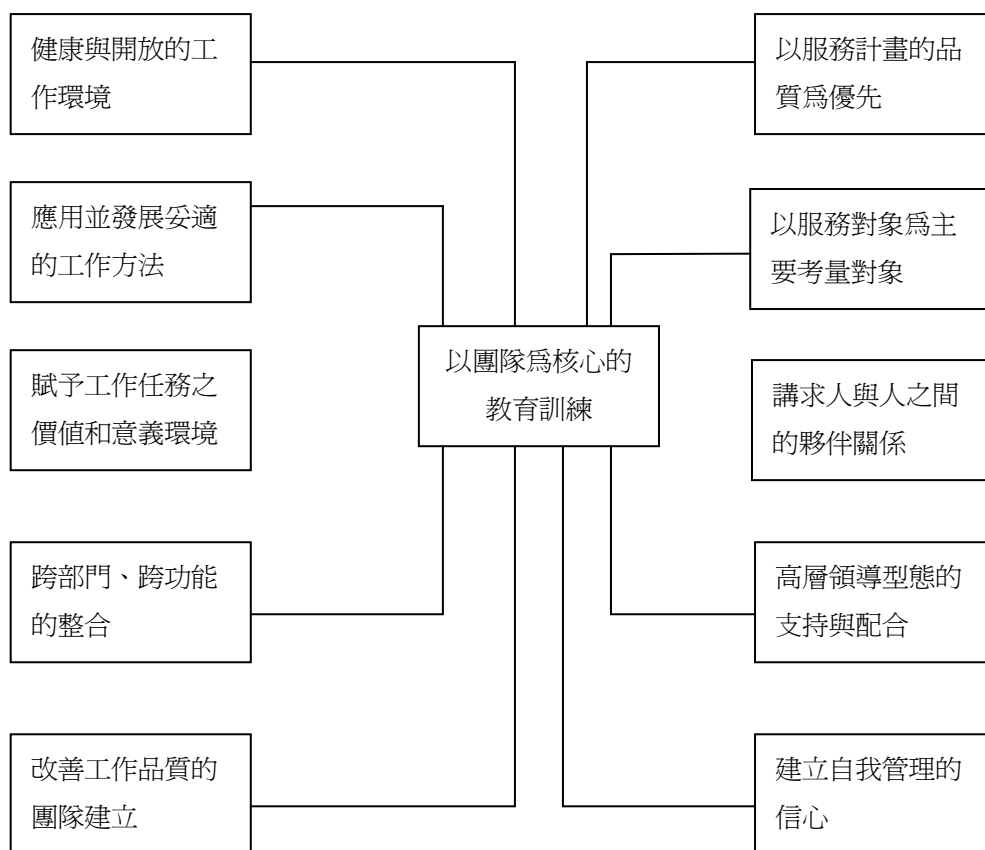 健康與開放的工
作環境
以服務計畫的品
質爲優先
應用並發展妥適
的工作方法
以服務對象爲主
要考量對象
以團隊爲核心的
教育訓練
賦予工作任務之
價值和意義環境
講求人與人之間
的夥伴關係
跨部門、跨功能
的整合
高層領導型態的
支持與配合
改善工作品質的
團隊建立
建立自我管理的
信心